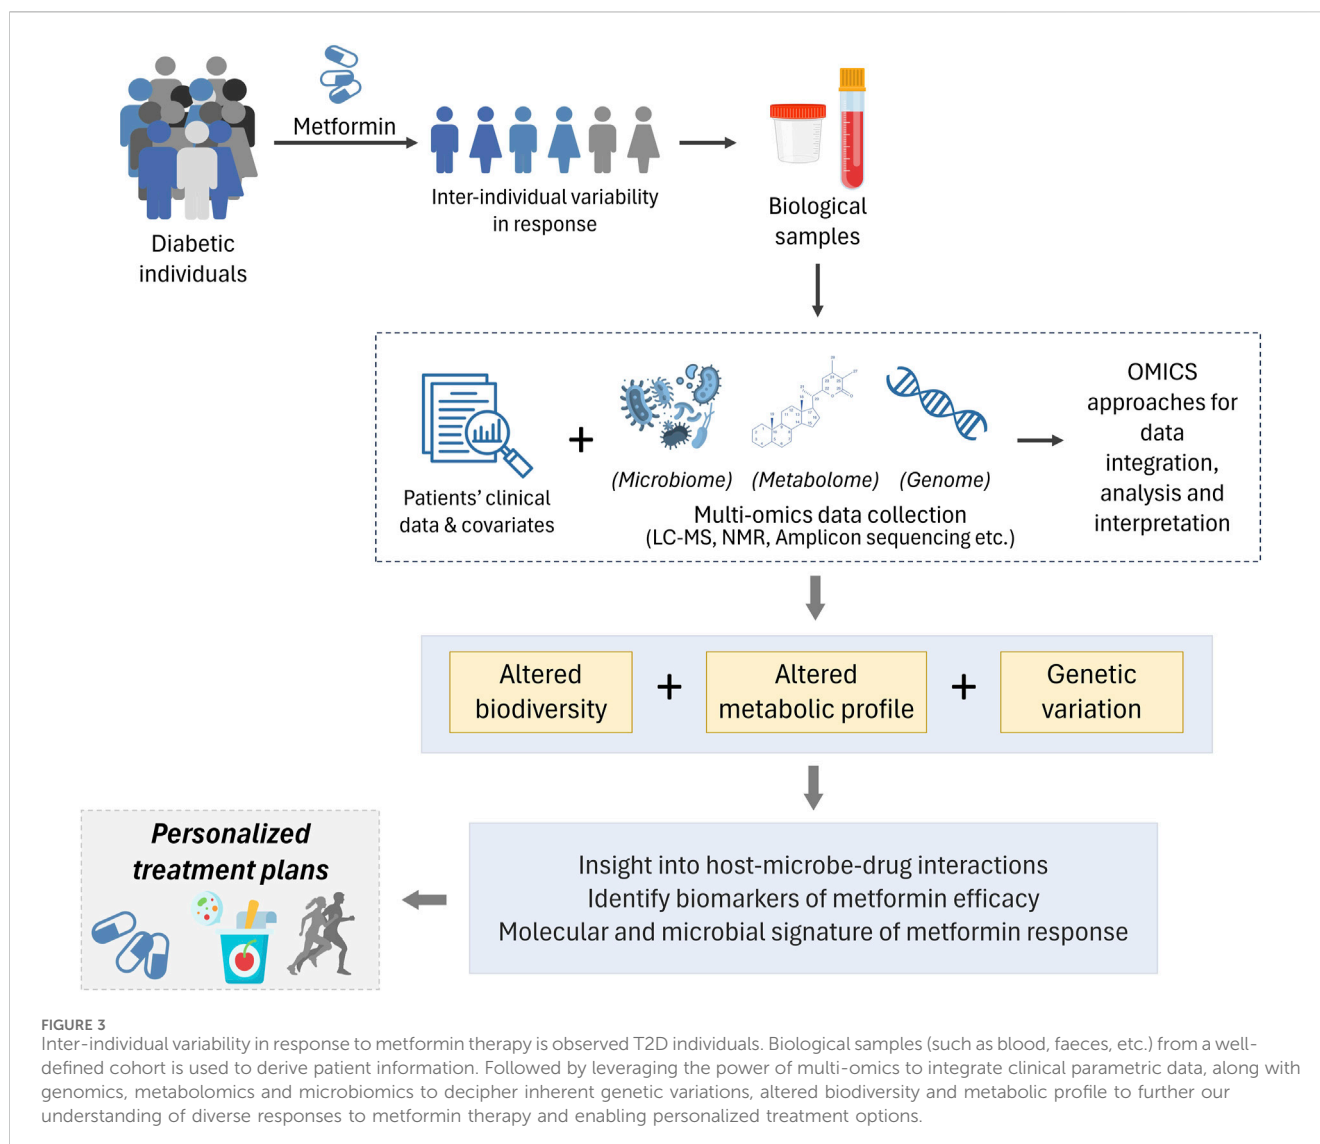 Metformin
Diabetic
individuals
Inter-individual variability
in response
Biological
samples
Patients' clinical
data & covariates
(Microbiome)
(Metabolome)
(Genome)
Multi-omics data collection
(LC-MS, NMR, Amplicon sequencing etc.)
OMICS
approaches for
data
integration,
analysis and
interpretation
Altered
biodiversity
+
Altered
metabolic profile
+
Genetic
variation
Insight into host-microbe-drug interactions
Identify biomarkers of metformin efficacy
Molecular and microbial signature of metformin response
Personalized
treatment plans
FIGURE 3
Inter-individual variability in response to metformin therapy is observed T2D individuals. Biological samples (such as blood, faeces, etc.) from a well-
defined cohort is used to derive patient information. Followed by leveraging the power of multi-omics to integrate clinical parametric data, along with
genomics, metabolomics and microbiomics to decipher inherent genetic variations, altered biodiversity and metabolic profile to further our
understanding of diverse responses to metformin therapy and enabling personalized treatment options.